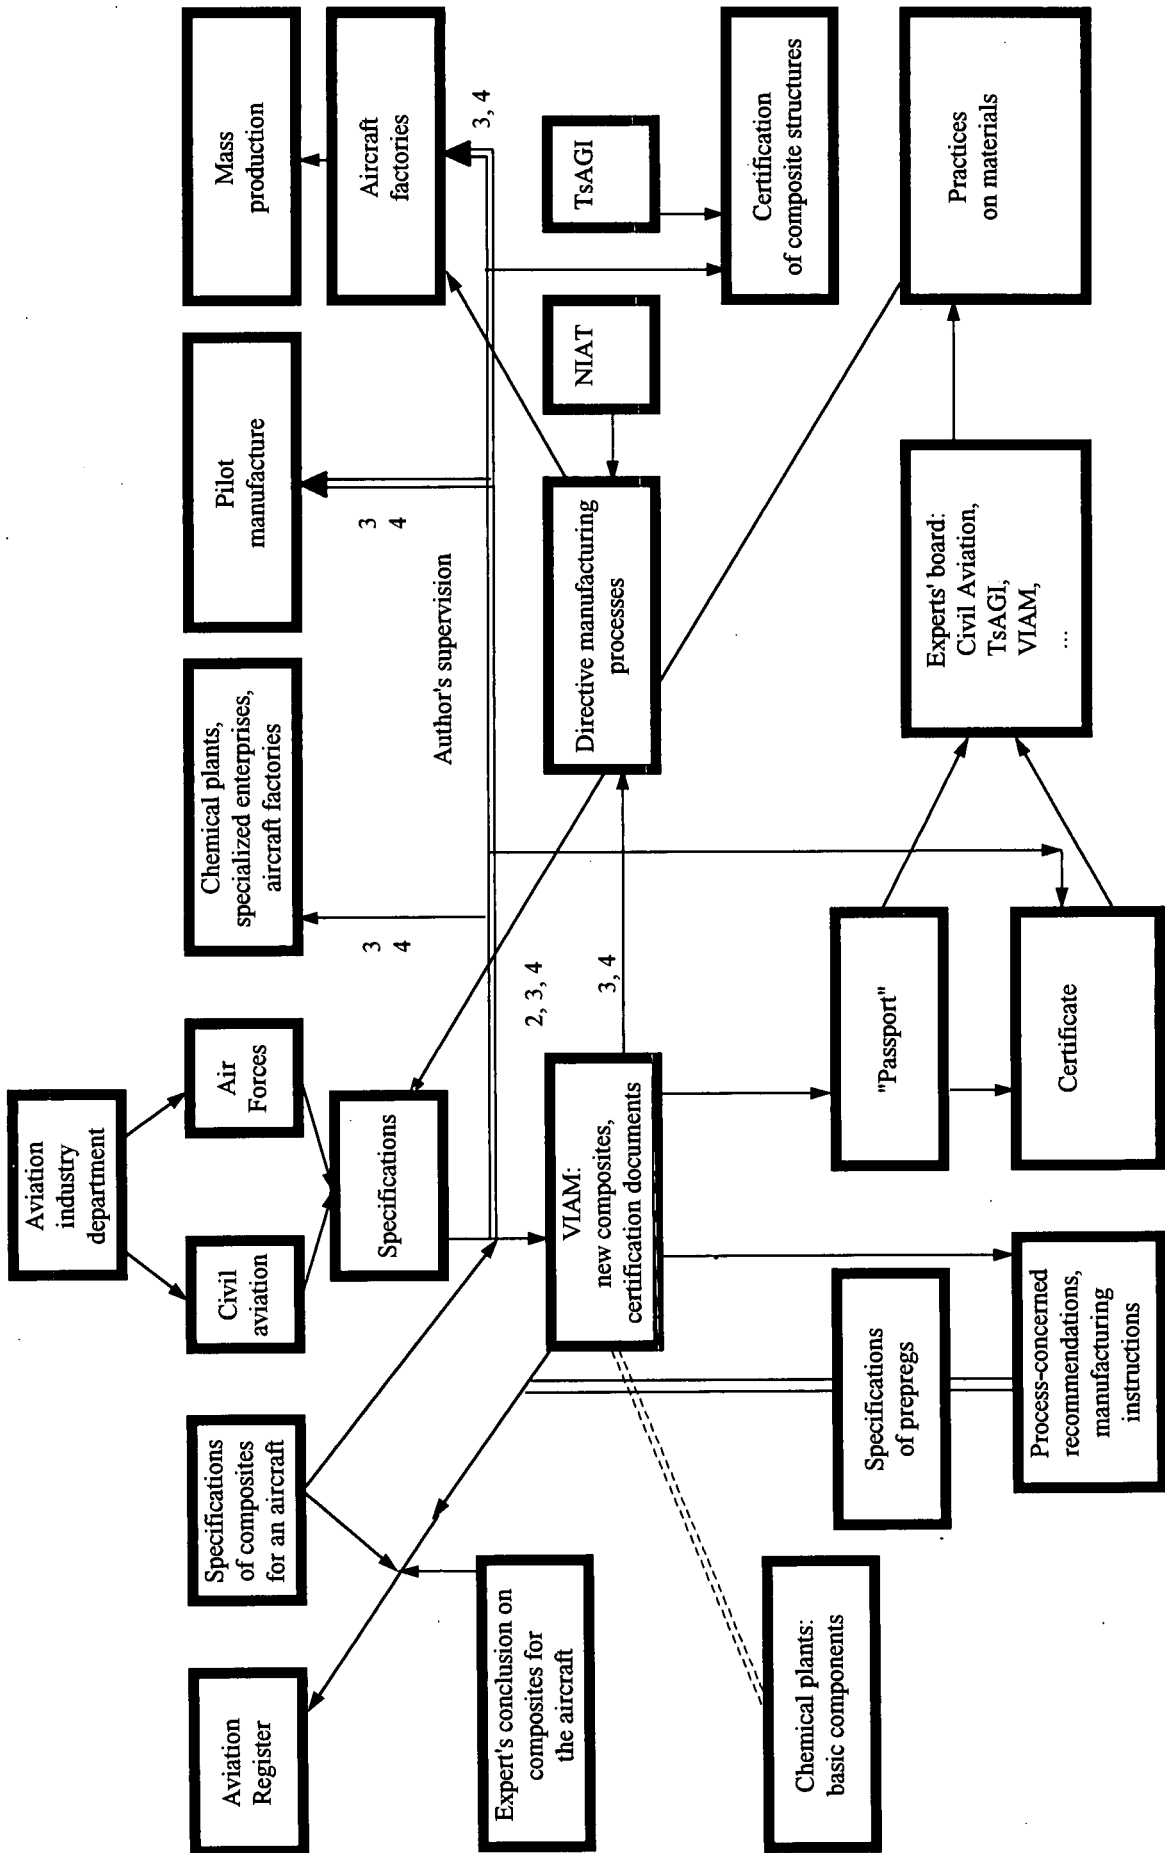 Aviation
industry
department
Aviation
Register
Specifications
of composites
for an aircraft
Civil
aviation
Air
Forces
Chemical plants,
specialized enterprises,
aircraft factories
Pilot
manufacture
Mass
production
Specifications
3
4
3
4
Aircraft
factories
Author's supervision
3, 4
Expert's conclusion on
composites for
the aircraft
VIAM:
new composites,
certification documents
2, 3, 4
3, 4
Directive manufacturing
processes
NIAT
TsAGI
Chemical plants:
basic components
Specifications
of prepregs
"Passport"
Certification
of composite structures
Process-concerned
recommendations,
manufacturing
instructions
Certificate
Experts' board:
Civil Aviation,
TsAGI,
VIAM,
...
Practices
on materials